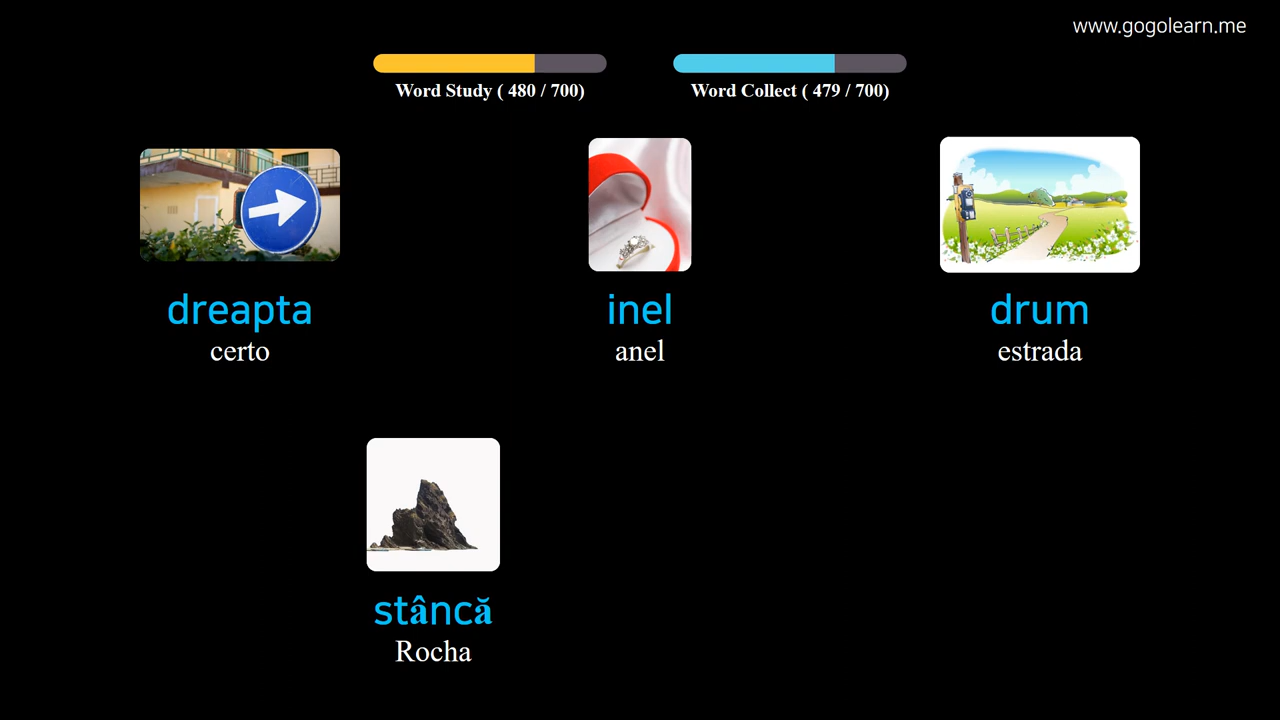 www.gogolearn.me
Word Study ( 480 / 700)
Word Collect ( 479 / 700)
dreapta
certo
inel
anel
drum
estrada
stâncă
Rocha